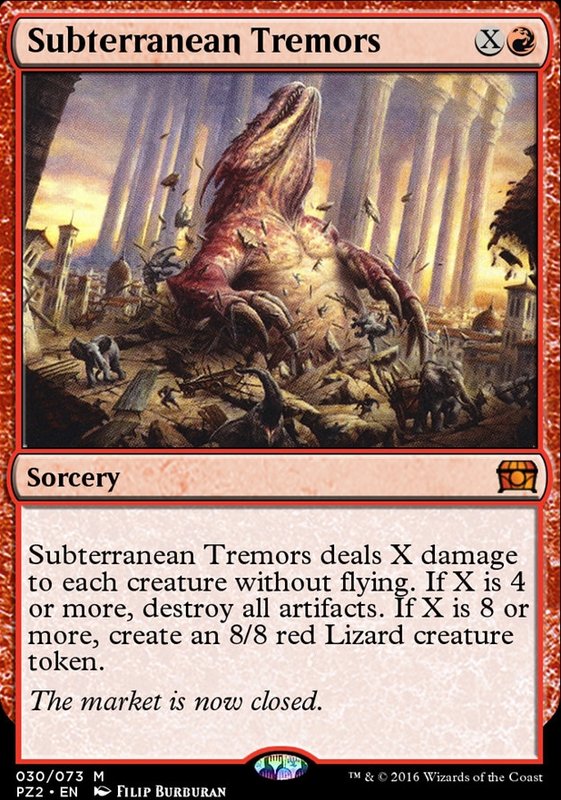 Subterranean Tremors X
Sorcery
Subterranean Tremors deals X damage
to each creature without flying. If X is 4
or more, destroy all artifacts. If X is 8 or
more, create an 8/8 red Lizard creature
token.
The market is now closed.
030/073 M
PZ2 • EN Filip Burburan
™ & © 2016 Wizards of the Coast